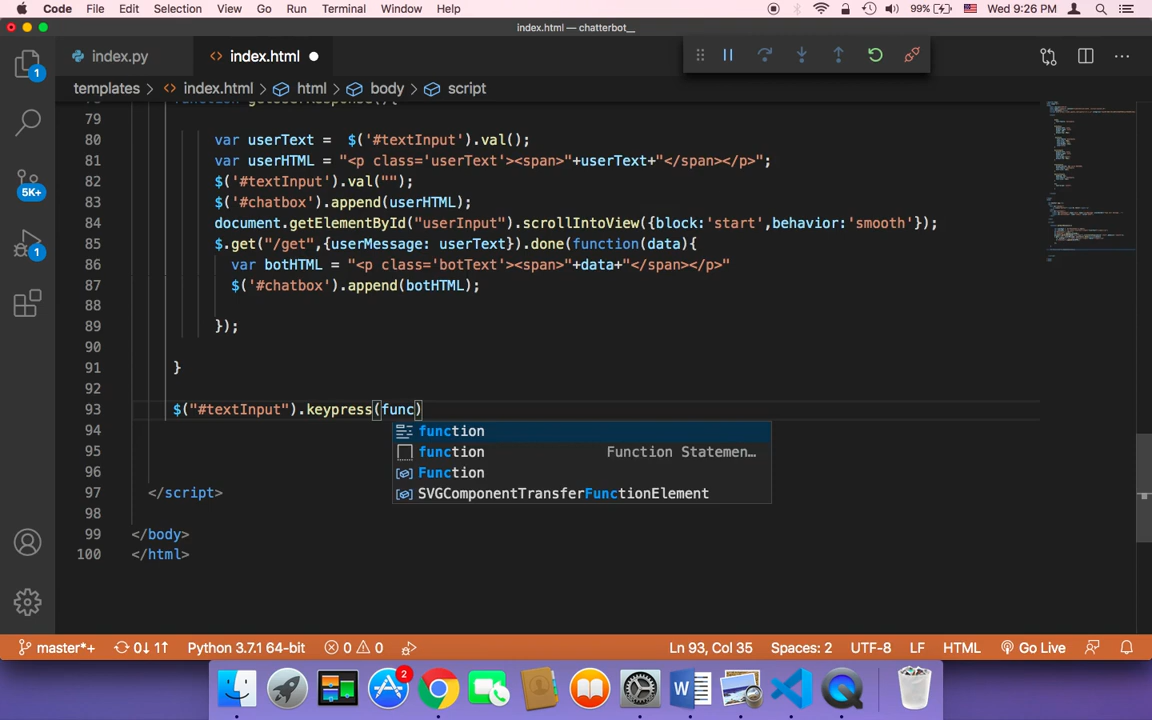 Code File Edit Selection View Go Run Terminal Window Help 99% Wed 9:26 PM
index.html — chatterbot__
index.py index.html
1
templates > index.html > html > body > script
79
80 var userText = $('#textInput').val();
81 var userHTML = "<p class='userText'><span>"+userText+"</span></p>";
82 $('#textInput').val("");
83 $('#chatbox').append(userHTML);
5K+
84 document.getElementById("userInput").scrollIntoView({block:'start',behavior:'smooth'});
85 $.get("/get",{userMessage: userText}).done(function(data){
1
86 var botHTML = "<p class='botText'><span>"+data+"</span></p>"
87 $('#chatbox').append(botHTML);
88
89 });
90
91 }
92
93 $("#textInput").keypress(func)
94 function
95 function Function Statemen…
96 Function
97 </script> SVGComponentTransferFunctionElement
98
99 </body>
100 </html>
master*+ 0↓ 1↑ Python 3.7.1 64-bit 0 0 Ln 93, Col 35 Spaces: 2 UTF-8 LF HTML Go Live
2